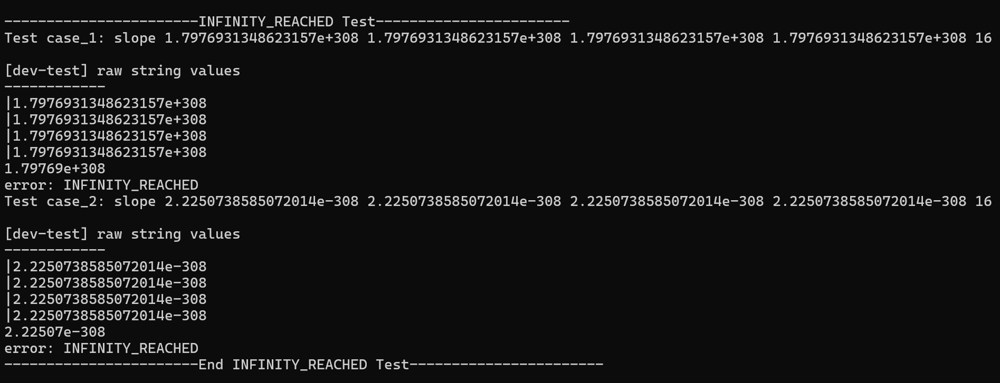 -----------------------INFINITY_REACHED Test-----------------------
Test case_1: slope 1.7976931348623157e+308 1.7976931348623157e+308 1.7976931348623157e+308 1.7976931348623157e+308 16
[dev-test] raw string values
------------
|1.7976931348623157e+308
|1.7976931348623157e+308
|1.7976931348623157e+308
|1.7976931348623157e+308
1.79769e+308
error: INFINITY_REACHED
Test case_2: slope 2.2250738585072014e-308 2.2250738585072014e-308 2.2250738585072014e-308 2.2250738585072014e-308 16
[dev-test] raw string values
------------
|2.2250738585072014e-308
|2.2250738585072014e-308
|2.2250738585072014e-308
|2.2250738585072014e-308
2.22507e-308
error: INFINITY_REACHED
-----------------------End INFINITY_REACHED Test-----------------------